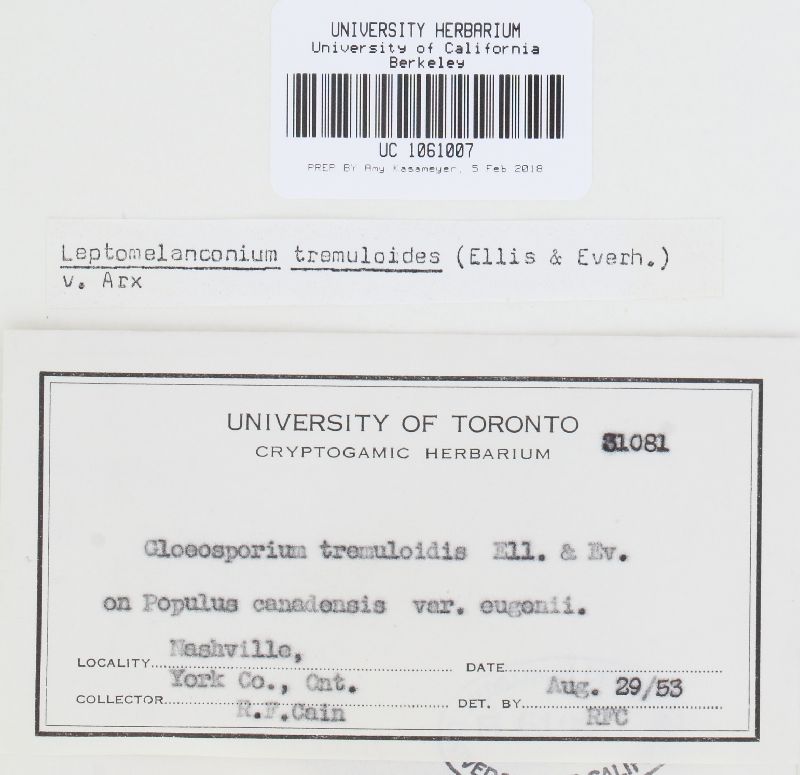 UNIVERSITY HERBARIUM
University of California
Berkeley
UC 1061007
PREP BY Amy Kasameyer, 5 Feb 2018
Leptomelanconium tremuloides (Ellis & Everh.)
v. Arx
UNIVERSITY OF TORONTO
CRYPTOGAMIC HERBARIUM
31081
Gloeosporium tremuloidis Ell. & Ev.
on Populus canadensis var. eugenii.
LOCALITY Nashville,
York Co., Ont.
DATE Aug. 29/53
COLLECTOR R.F.Cain
DET. BY RFC